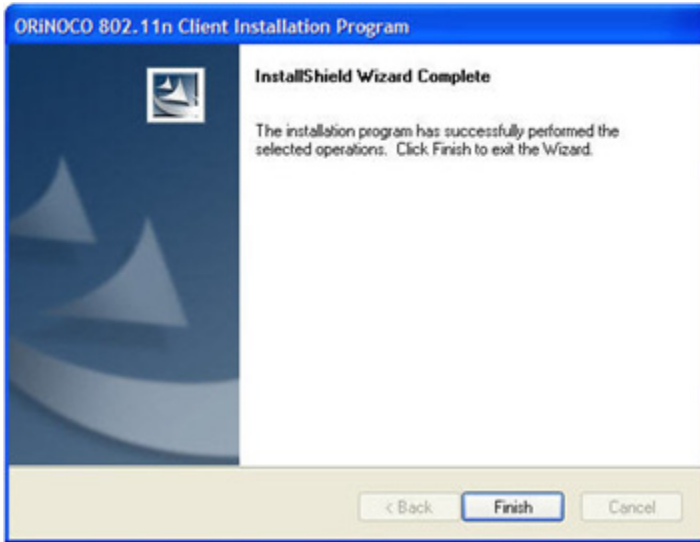 ORiNOCO 802.11n Client Installation Program
InstallShield Wizard Complete
The installation program has successfully performed the
selected operations.  Click Finish to exit the Wizard.
< Back
Finish
Cancel